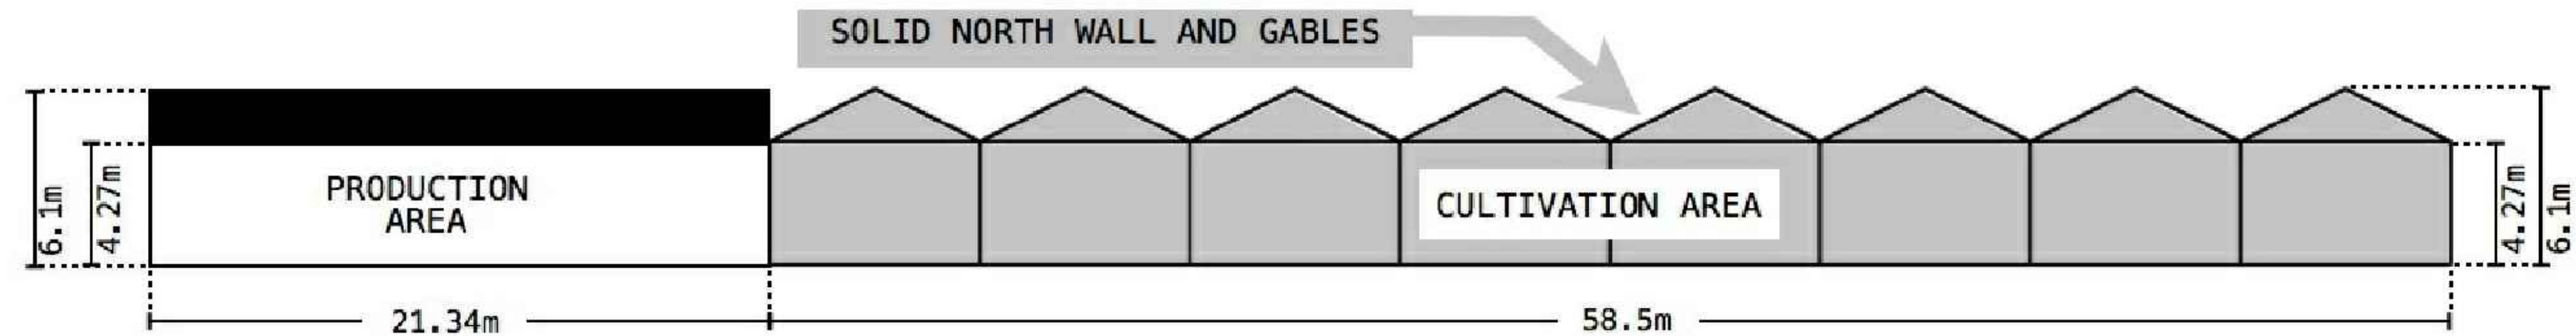 SOLID NORTH WALL AND GABLES
6.1m
4.27m
PRODUCTION
AREA
CULTIVATION AREA
4.27m
6.1m
21.34m
58.5m